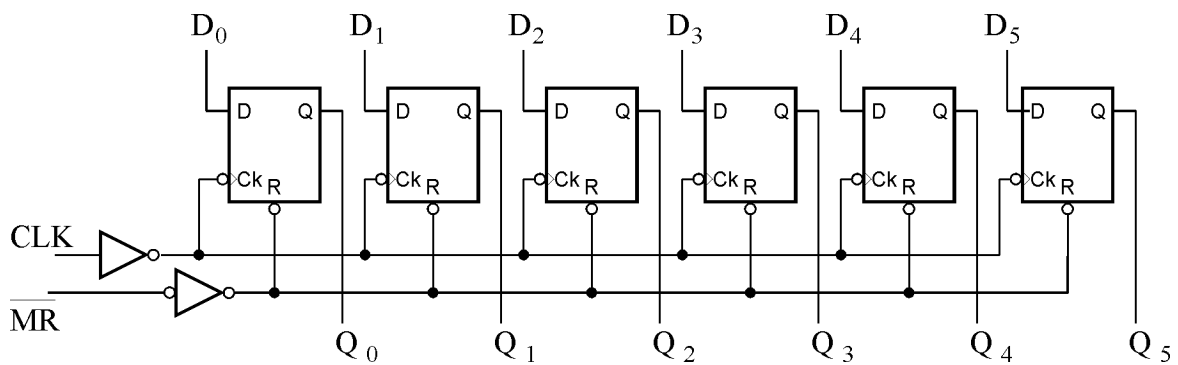 D0 D1 D2 D3 D4 D5
D Q D Q D Q D Q D Q D Q
Ck R Ck R Ck R Ck R Ck R Ck R
CLK
MR
Q0 Q1 Q2 Q3 Q4 Q5